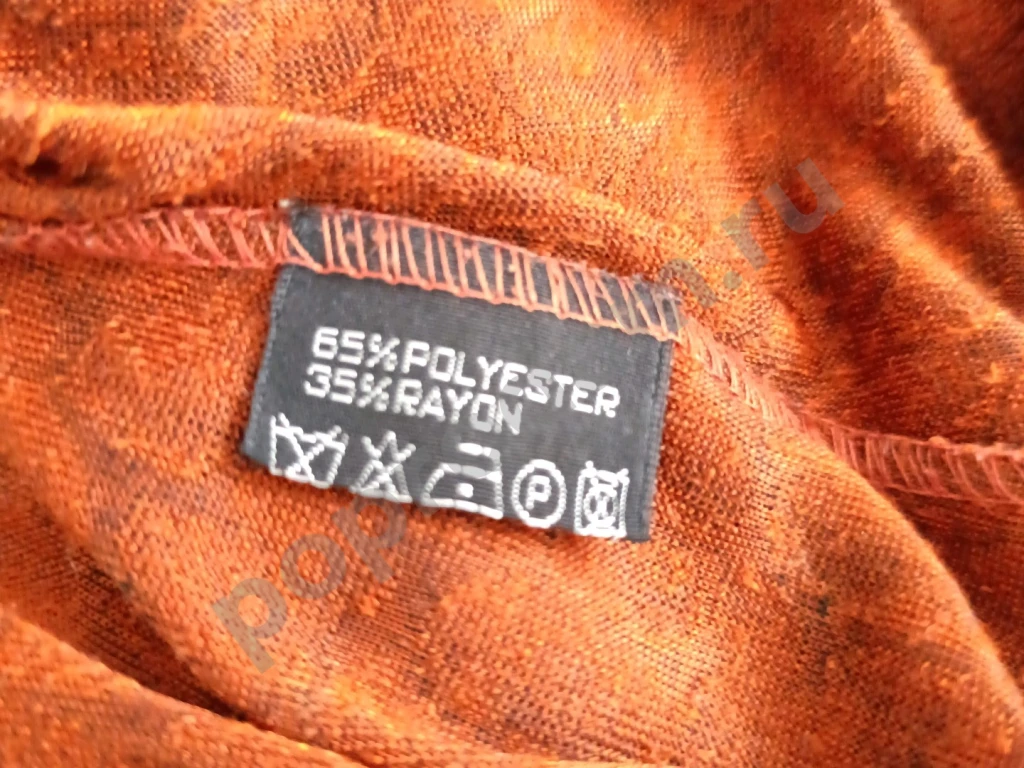 65% POLYESTER
35% RAYON
P